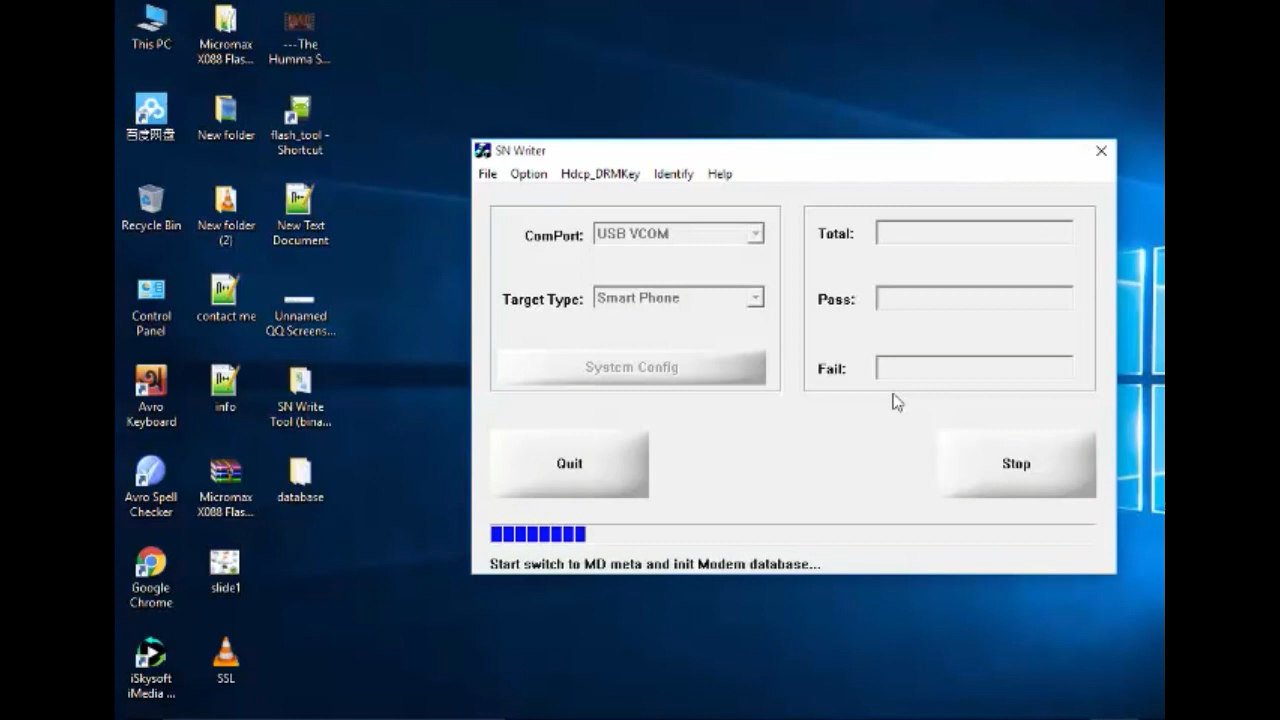 This PC
Micromax
X088 Flas...
---The
Humma S...
百度网盘
New folder
flash_tool -
Shortcut
Recycle Bin
New folder
(2)
New Text
Document
Control
Panel
contact me
Unnamed
QQ Screens...
অ
Avro
Keyboard
info
SN Write
Tool (bina...
Avro Spell
Checker
Micromax
X088 Flas...
database
Google
Chrome
slide1
iSkysoft
iMedia ...
SSL
SN Writer
File Option Hdcp_DRMKey Identify Help
ComPort: USB VCOM
Target Type: Smart Phone
System Config
Total:
Pass:
Fail:
Quit
Stop
Start switch to MD meta and init Modem database...